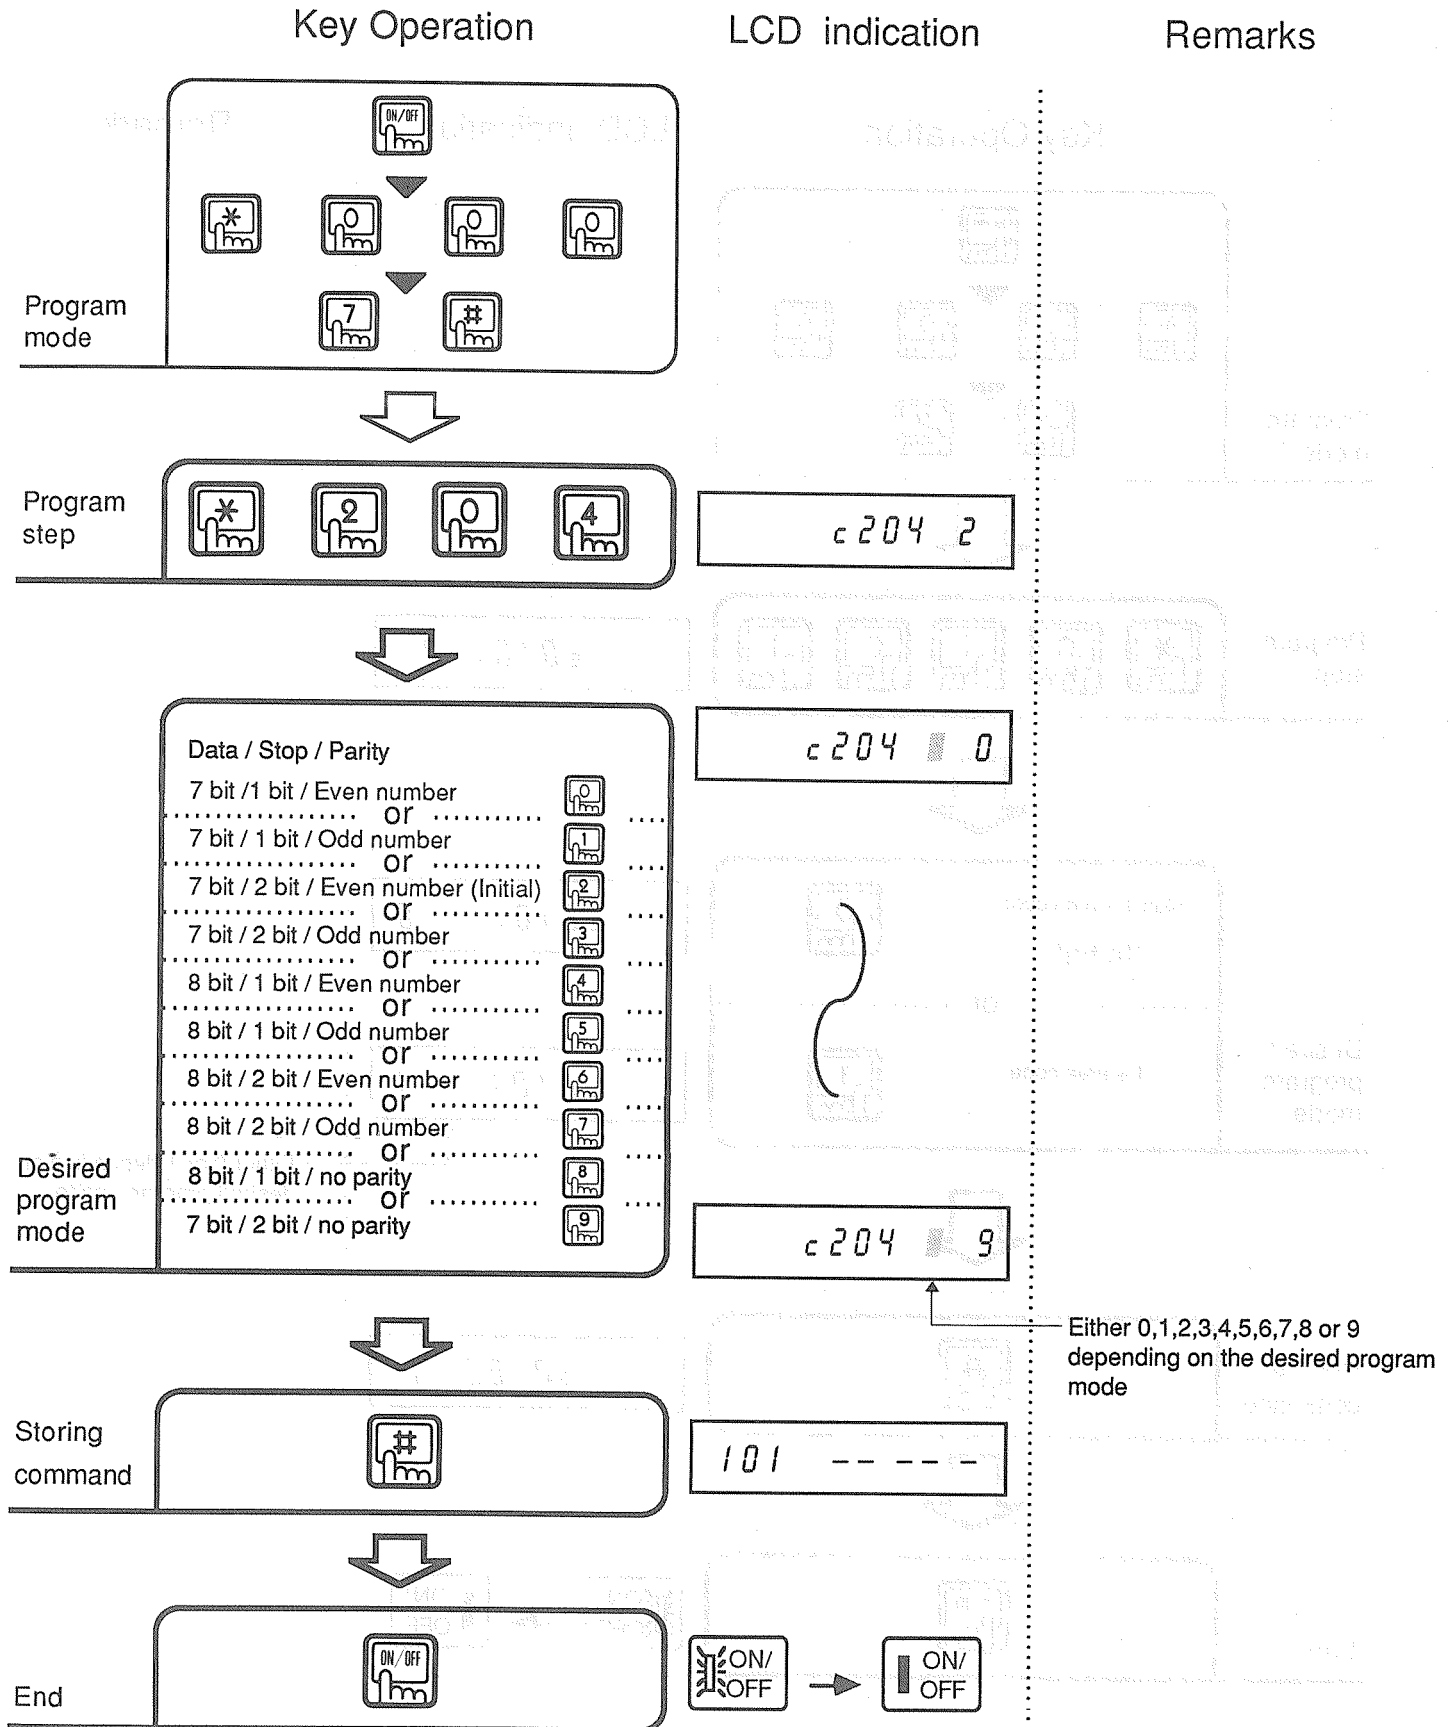 Key Operation LCD indication Remarks
ON/OFF
* 0 0 0
7 #
Program
mode
Program
step
* 2 0 4
c204 2
c204 0
Data / Stop / Parity
7 bit /1 bit / Even number 0
or
7 bit / 1 bit / Odd number 1
or
7 bit / 2 bit / Even number (Initial) 2
or
7 bit / 2 bit / Odd number 3
or
8 bit / 1 bit / Even number 4
or
8 bit / 1 bit / Odd number 5
or
8 bit / 2 bit / Even number 6
or
8 bit / 2 bit / Odd number 7
or
8 bit / 1 bit / no parity 8
or
7 bit / 2 bit / no parity 9
Desired
program
mode
c204 9
Either 0,1,2,3,4,5,6,7,8 or 9
depending on the desired program
mode
Storing
command
#
101 -- -- -
End
ON/OFF
ON/
OFF
ON/
OFF